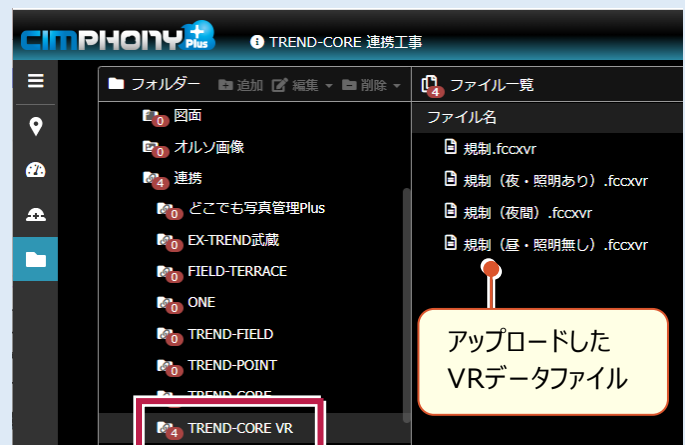 CIMPHONY Plus
TREND-CORE 連携工事
フォルダー 追加 編集 削除
4 ファイル一覧
0 図面
ファイル名
0 オルソ画像
規制.fccxvr
4 連携
規制（夜・照明あり）.fccxvr
0 どこでも写真管理Plus
規制（夜間）.fccxvr
0 EX-TREND武蔵
規制（昼・照明無し）.fccxvr
0 FIELD-TERRACE
0 ONE
0 TREND-FIELD
0 TREND-POINT
TREND-CORE
4 TREND-CORE VR
アップロードした
VRデータファイル